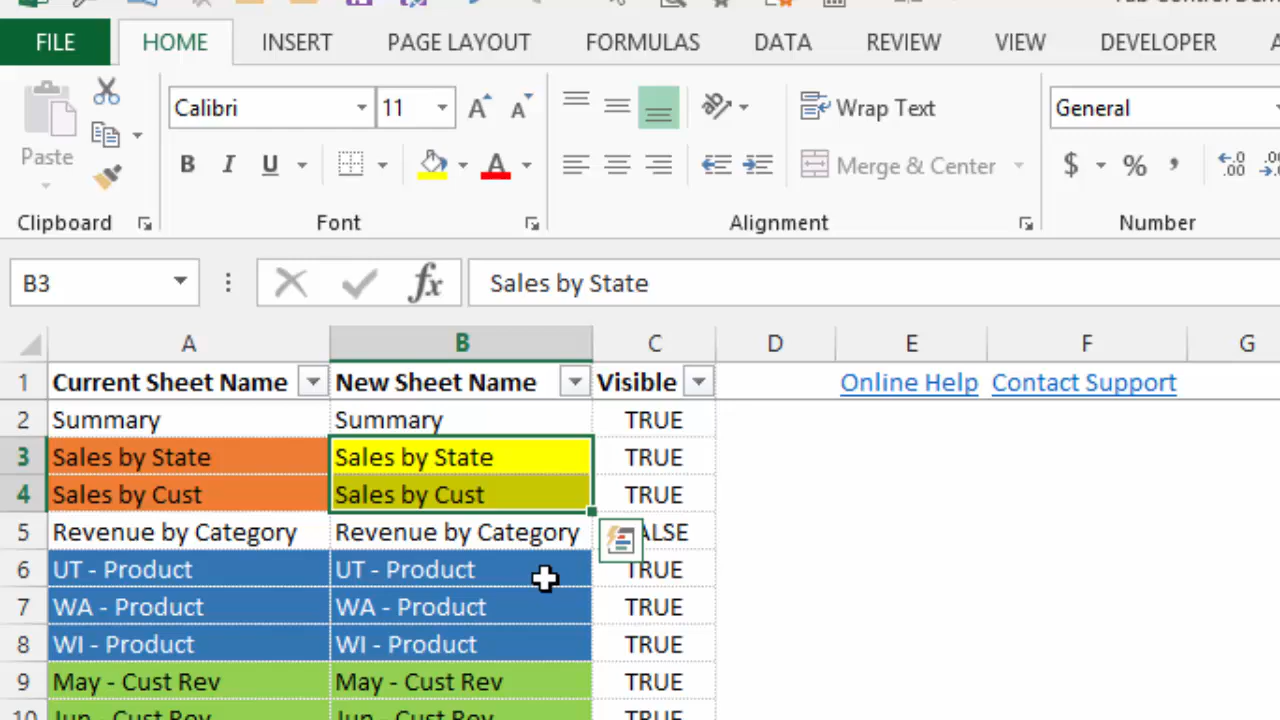 FILE HOME INSERT PAGE LAYOUT FORMULAS DATA REVIEW VIEW DEVELOPER
Calibri 11 Wrap Text General
Paste B I U A Merge & Center $ % .00
Clipboard Font Alignment Number
B3 fx Sales by State
A B C D E F G
1 Current Sheet Name New Sheet Name Visible Online Help Contact Support
2 Summary Summary TRUE
3 Sales by State Sales by State TRUE
4 Sales by Cust Sales by Cust TRUE
5 Revenue by Category Revenue by Category ALSE
6 UT - Product UT - Product TRUE
7 WA - Product WA - Product TRUE
8 WI - Product WI - Product TRUE
9 May - Cust Rev May - Cust Rev TRUE
10 Jun - Cust Rev Jun - Cust Rev TRUE